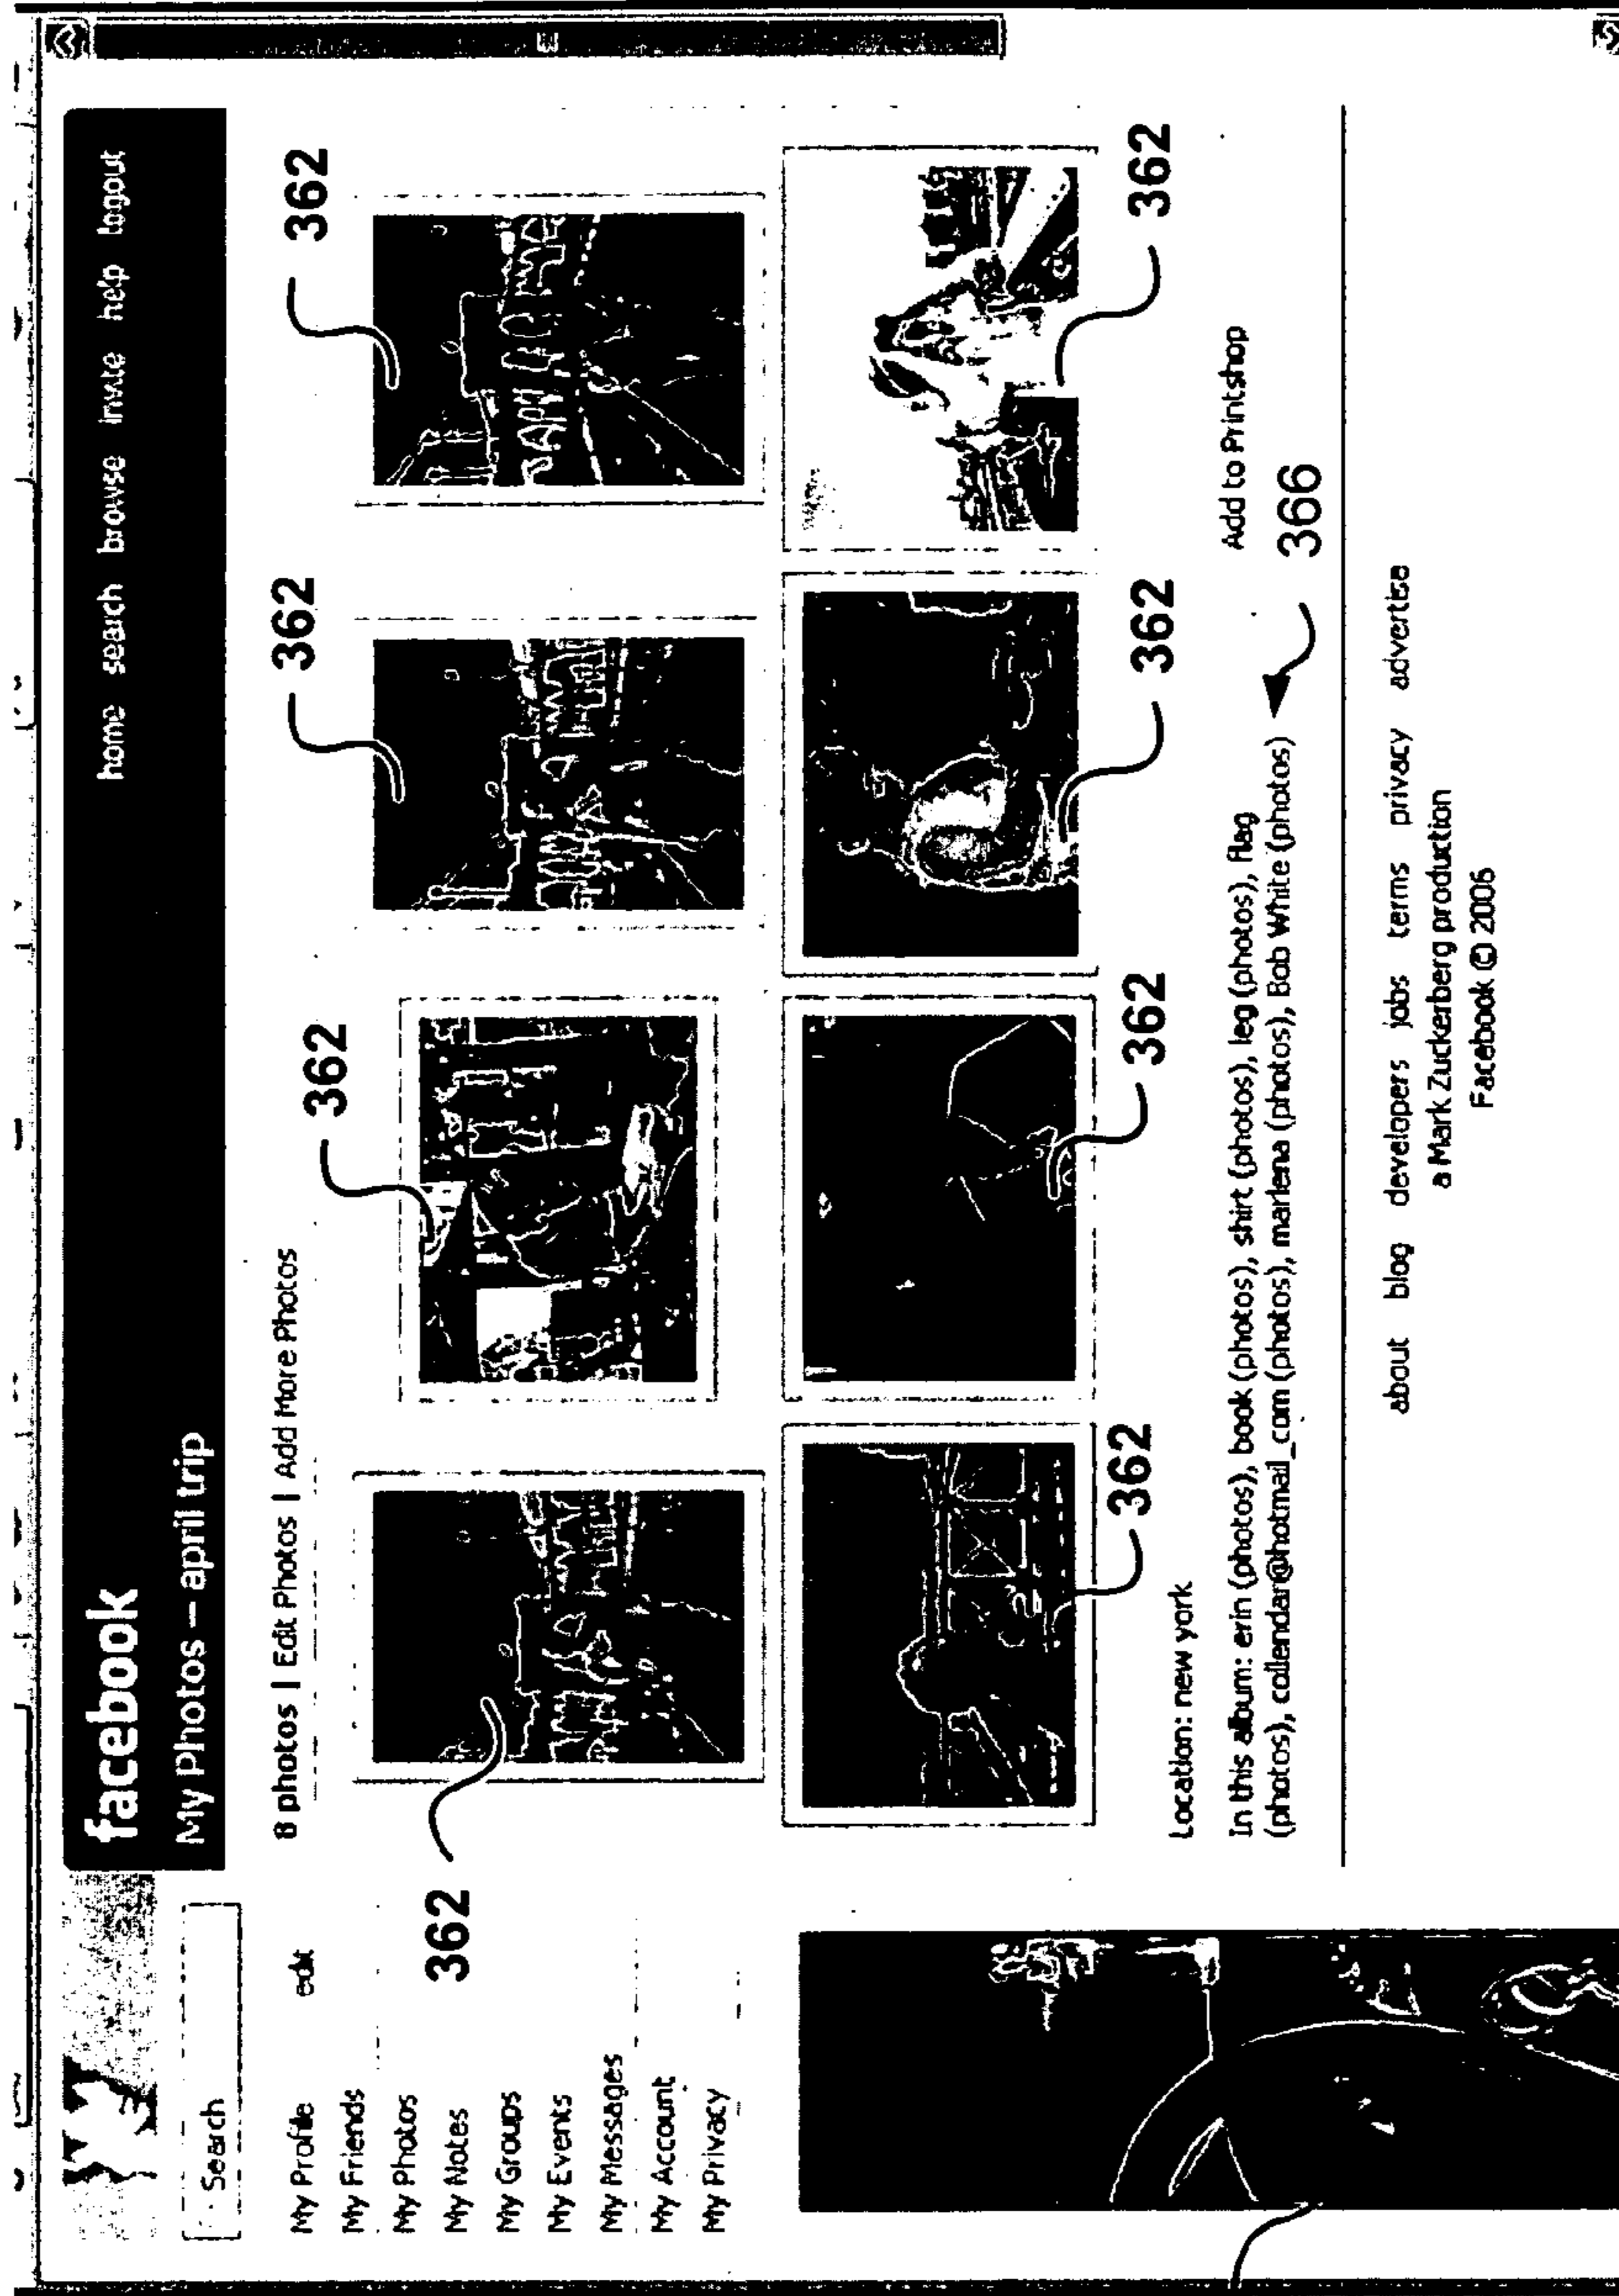 facebook
home search browse invite help logout
My Photos – april trip
Search
My Profile edit
My Friends
My Photos
My Notes
My Groups
My Events
My Messages
My Account
My Privacy
8 photos | Edit Photos | Add More Photos
362
362
362
362
362
362
362
362
Location: new york
Add to Printshop
In this album: erin (photos), book (photos), shirt (photos), leg (photos), flag
(photos), collendar@hotmail_com (photos), marlena (photos), Bob White (photos)
366
about blog developers jobs terms privacy advertise
a Mark Zuckerberg production
Facebook © 2006